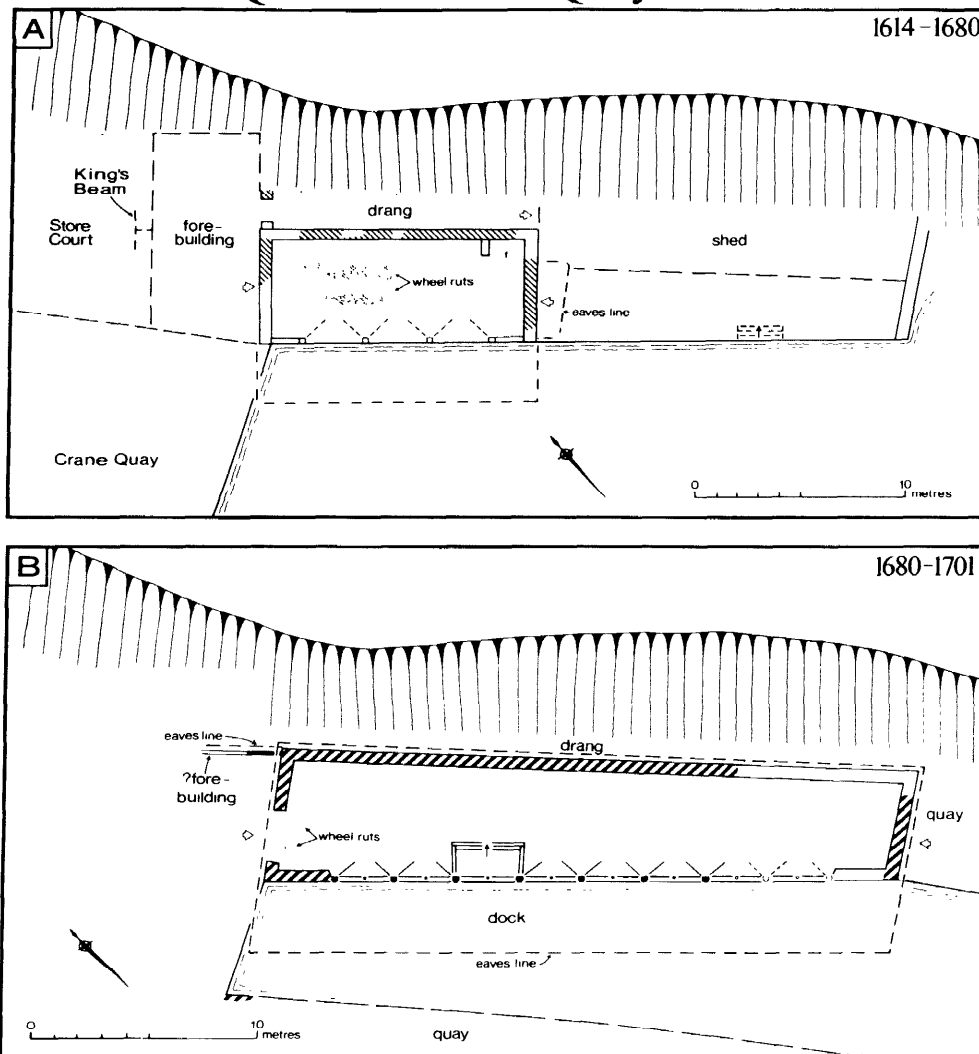 A
1614-1680
King's
Beam
Store
Court
fore-
building
drang
shed
wheel ruts
eaves line
Crane Quay
0
10
metres
B
1680-1701
eaves line
drang
?fore-
building
quay
wheel ruts
dock
eaves line
0
10
metres
quay